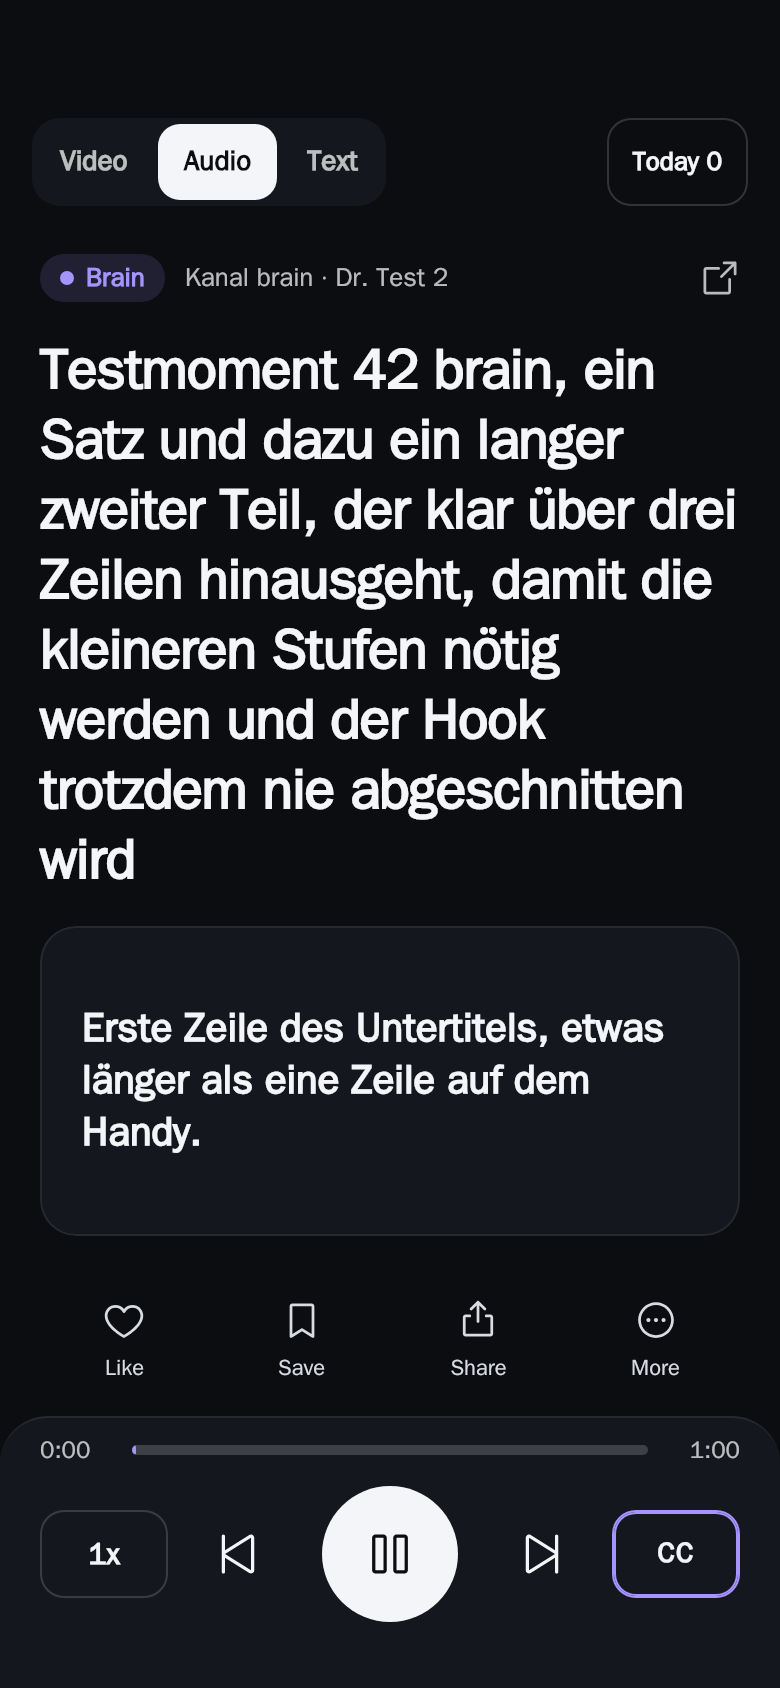 Video Audio Text Today 0
Brain Kanal brain · Dr. Test 2
Testmoment 42 brain, ein
Satz und dazu ein langer
zweiter Teil, der klar über drei
Zeilen hinausgeht, damit die
kleineren Stufen nötig
werden und der Hook
trotzdem nie abgeschnitten
wird
Erste Zeile des Untertitels, etwas
länger als eine Zeile auf dem
Handy.
Like Save Share More
0:00 1:00
1x CC